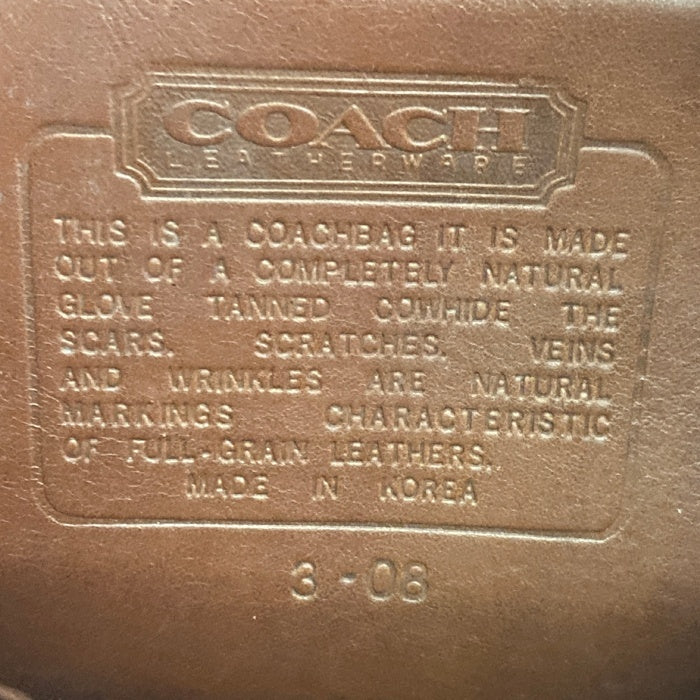 COACH
LEATHERWARE
THIS IS A COACHBAG IT IS MADE
OUT OF A COMPLETELY NATURAL
GLOVE TANNED COWHIDE THE
SCARS. SCRATCHES. VEINS
AND WRINKLES ARE NATURAL
MARKINGS CHARACTERISTIC
OF FULL-GRAIN LEATHERS.
MADE IN KOREA
3-08